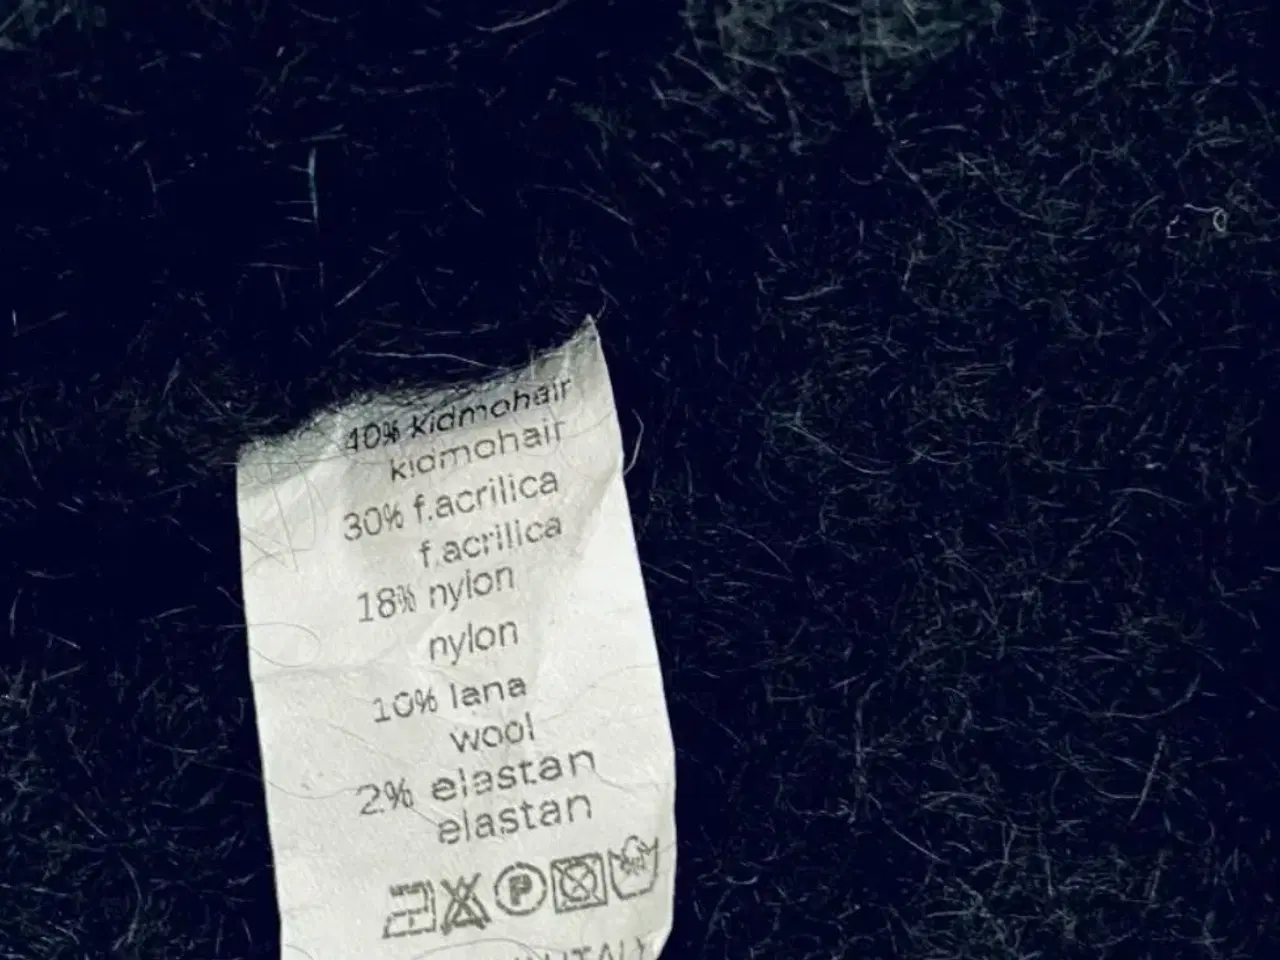 40% kidmohair
kidmohair
30% f.acrilica
f.acrilica
18% nylon
nylon
10% lana
wool
2% elastan
elastan
P